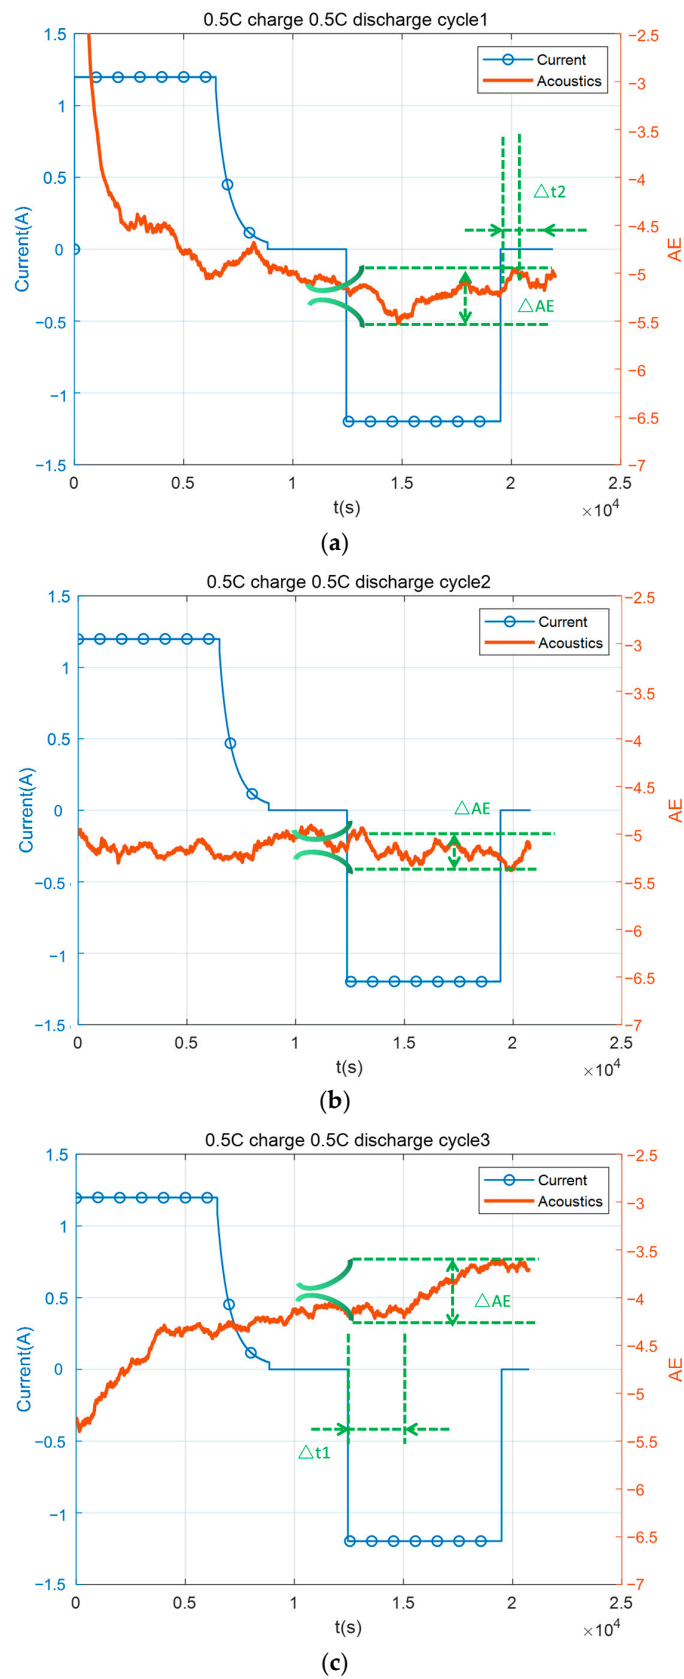 0.5C charge 0.5C discharge cycle1
1.5
1
0.5
0
−0.5
−1
−1.5
Current(A)
Current
Acoustics
△t2
△AE
−2.5
−3
−3.5
−4
−4.5
−5
−5.5
−6
−6.5
−7
AE
0
0.5
1
1.5
2
2.5
t(s)
×10⁴
(a)
0.5C charge 0.5C discharge cycle2
1.5
1
0.5
0
−0.5
−1
−1.5
Current(A)
Current
Acoustics
△AE
−2.5
−3
−3.5
−4
−4.5
−5
−5.5
−6
−6.5
−7
AE
0
0.5
1
1.5
2
2.5
t(s)
×10⁴
(b)
0.5C charge 0.5C discharge cycle3
1.5
1
0.5
0
−0.5
−1
−1.5
Current(A)
Current
Acoustics
△AE
△t1
−2.5
−3
−3.5
−4
−4.5
−5
−5.5
−6
−6.5
−7
AE
0
0.5
1
1.5
2
2.5
t(s)
×10⁴
(c)